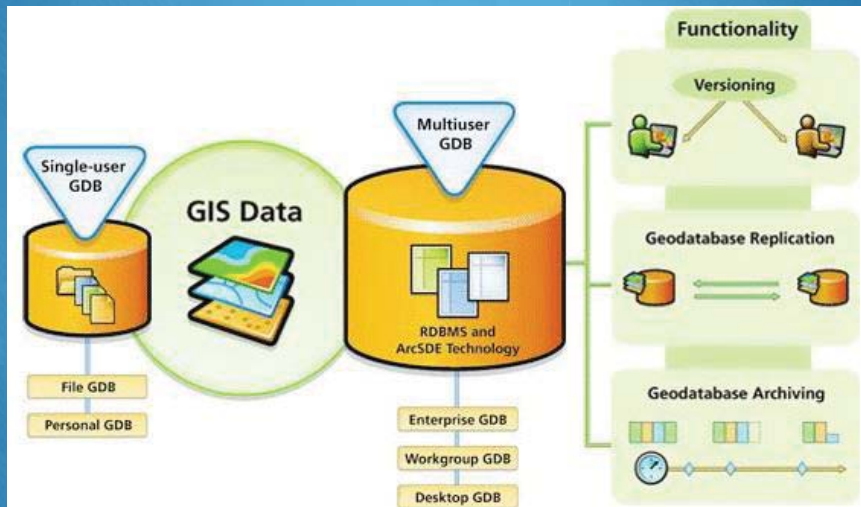 Single-user
GDB
GIS Data
File GDB
Personal GDB
Multiuser
GDB
RDBMS and
ArcSDE Technology
Enterprise GDB
Workgroup GDB
Desktop GDB
Functionality
Versioning
Geodatabase Replication
Geodatabase Archiving